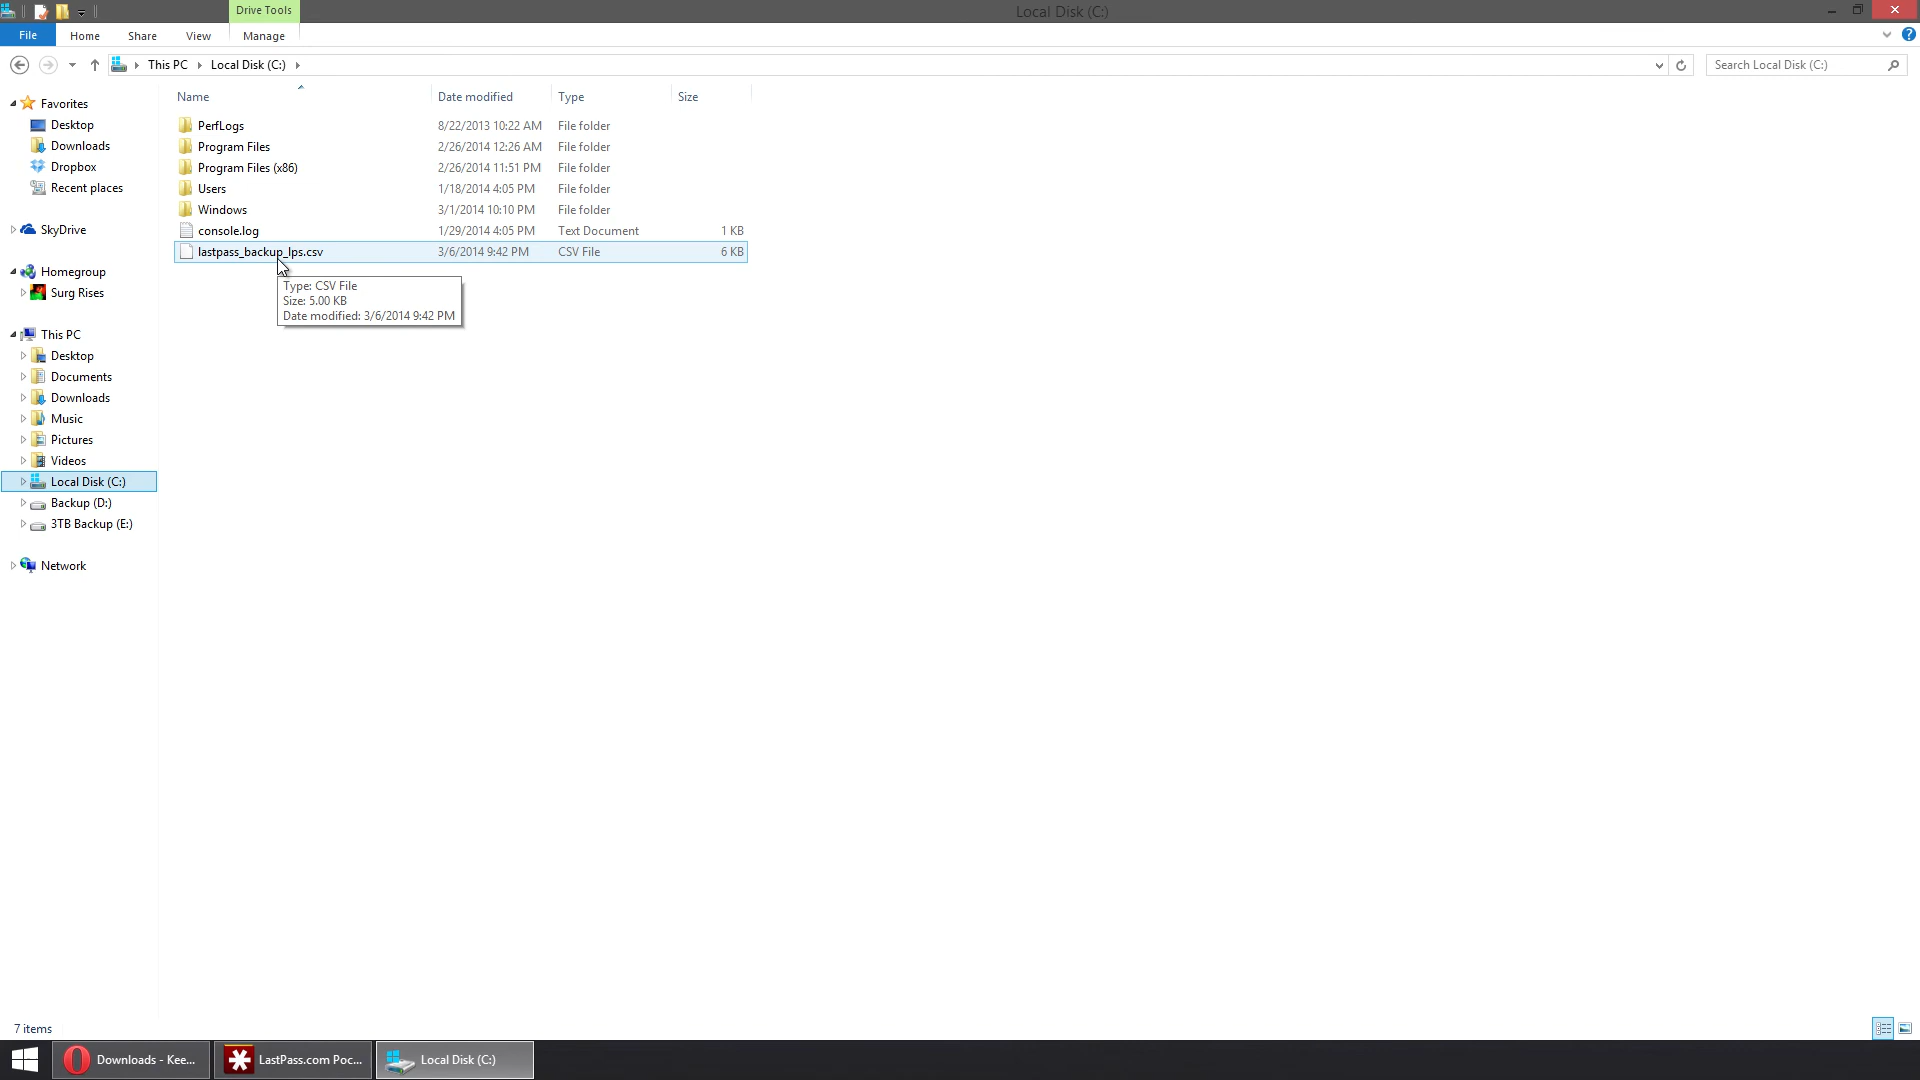 Drive Tools
Local Disk (C:)
File Home Share View Manage
This PC Local Disk (C:)
Search Local Disk (C:)
Name Date modified Type Size
Favorites
Desktop
Downloads
Dropbox
Recent places
SkyDrive
Homegroup
Surg Rises
This PC
Desktop
Documents
Downloads
Music
Pictures
Videos
Local Disk (C:)
Backup (D:)
3TB Backup (E:)
Network
PerfLogs 8/22/2013 10:22 AM File folder
Program Files 2/26/2014 12:26 AM File folder
Program Files (x86) 2/26/2014 11:51 PM File folder
Users 1/18/2014 4:05 PM File folder
Windows 3/1/2014 10:10 PM File folder
console.log 1/29/2014 4:05 PM Text Document 1 KB
lastpass_backup_lps.csv 3/6/2014 9:42 PM CSV File 6 KB
Type: CSV File
Size: 5.00 KB
Date modified: 3/6/2014 9:42 PM
7 items
Downloads - Kee...
LastPass.com Poc...
Local Disk (C:)